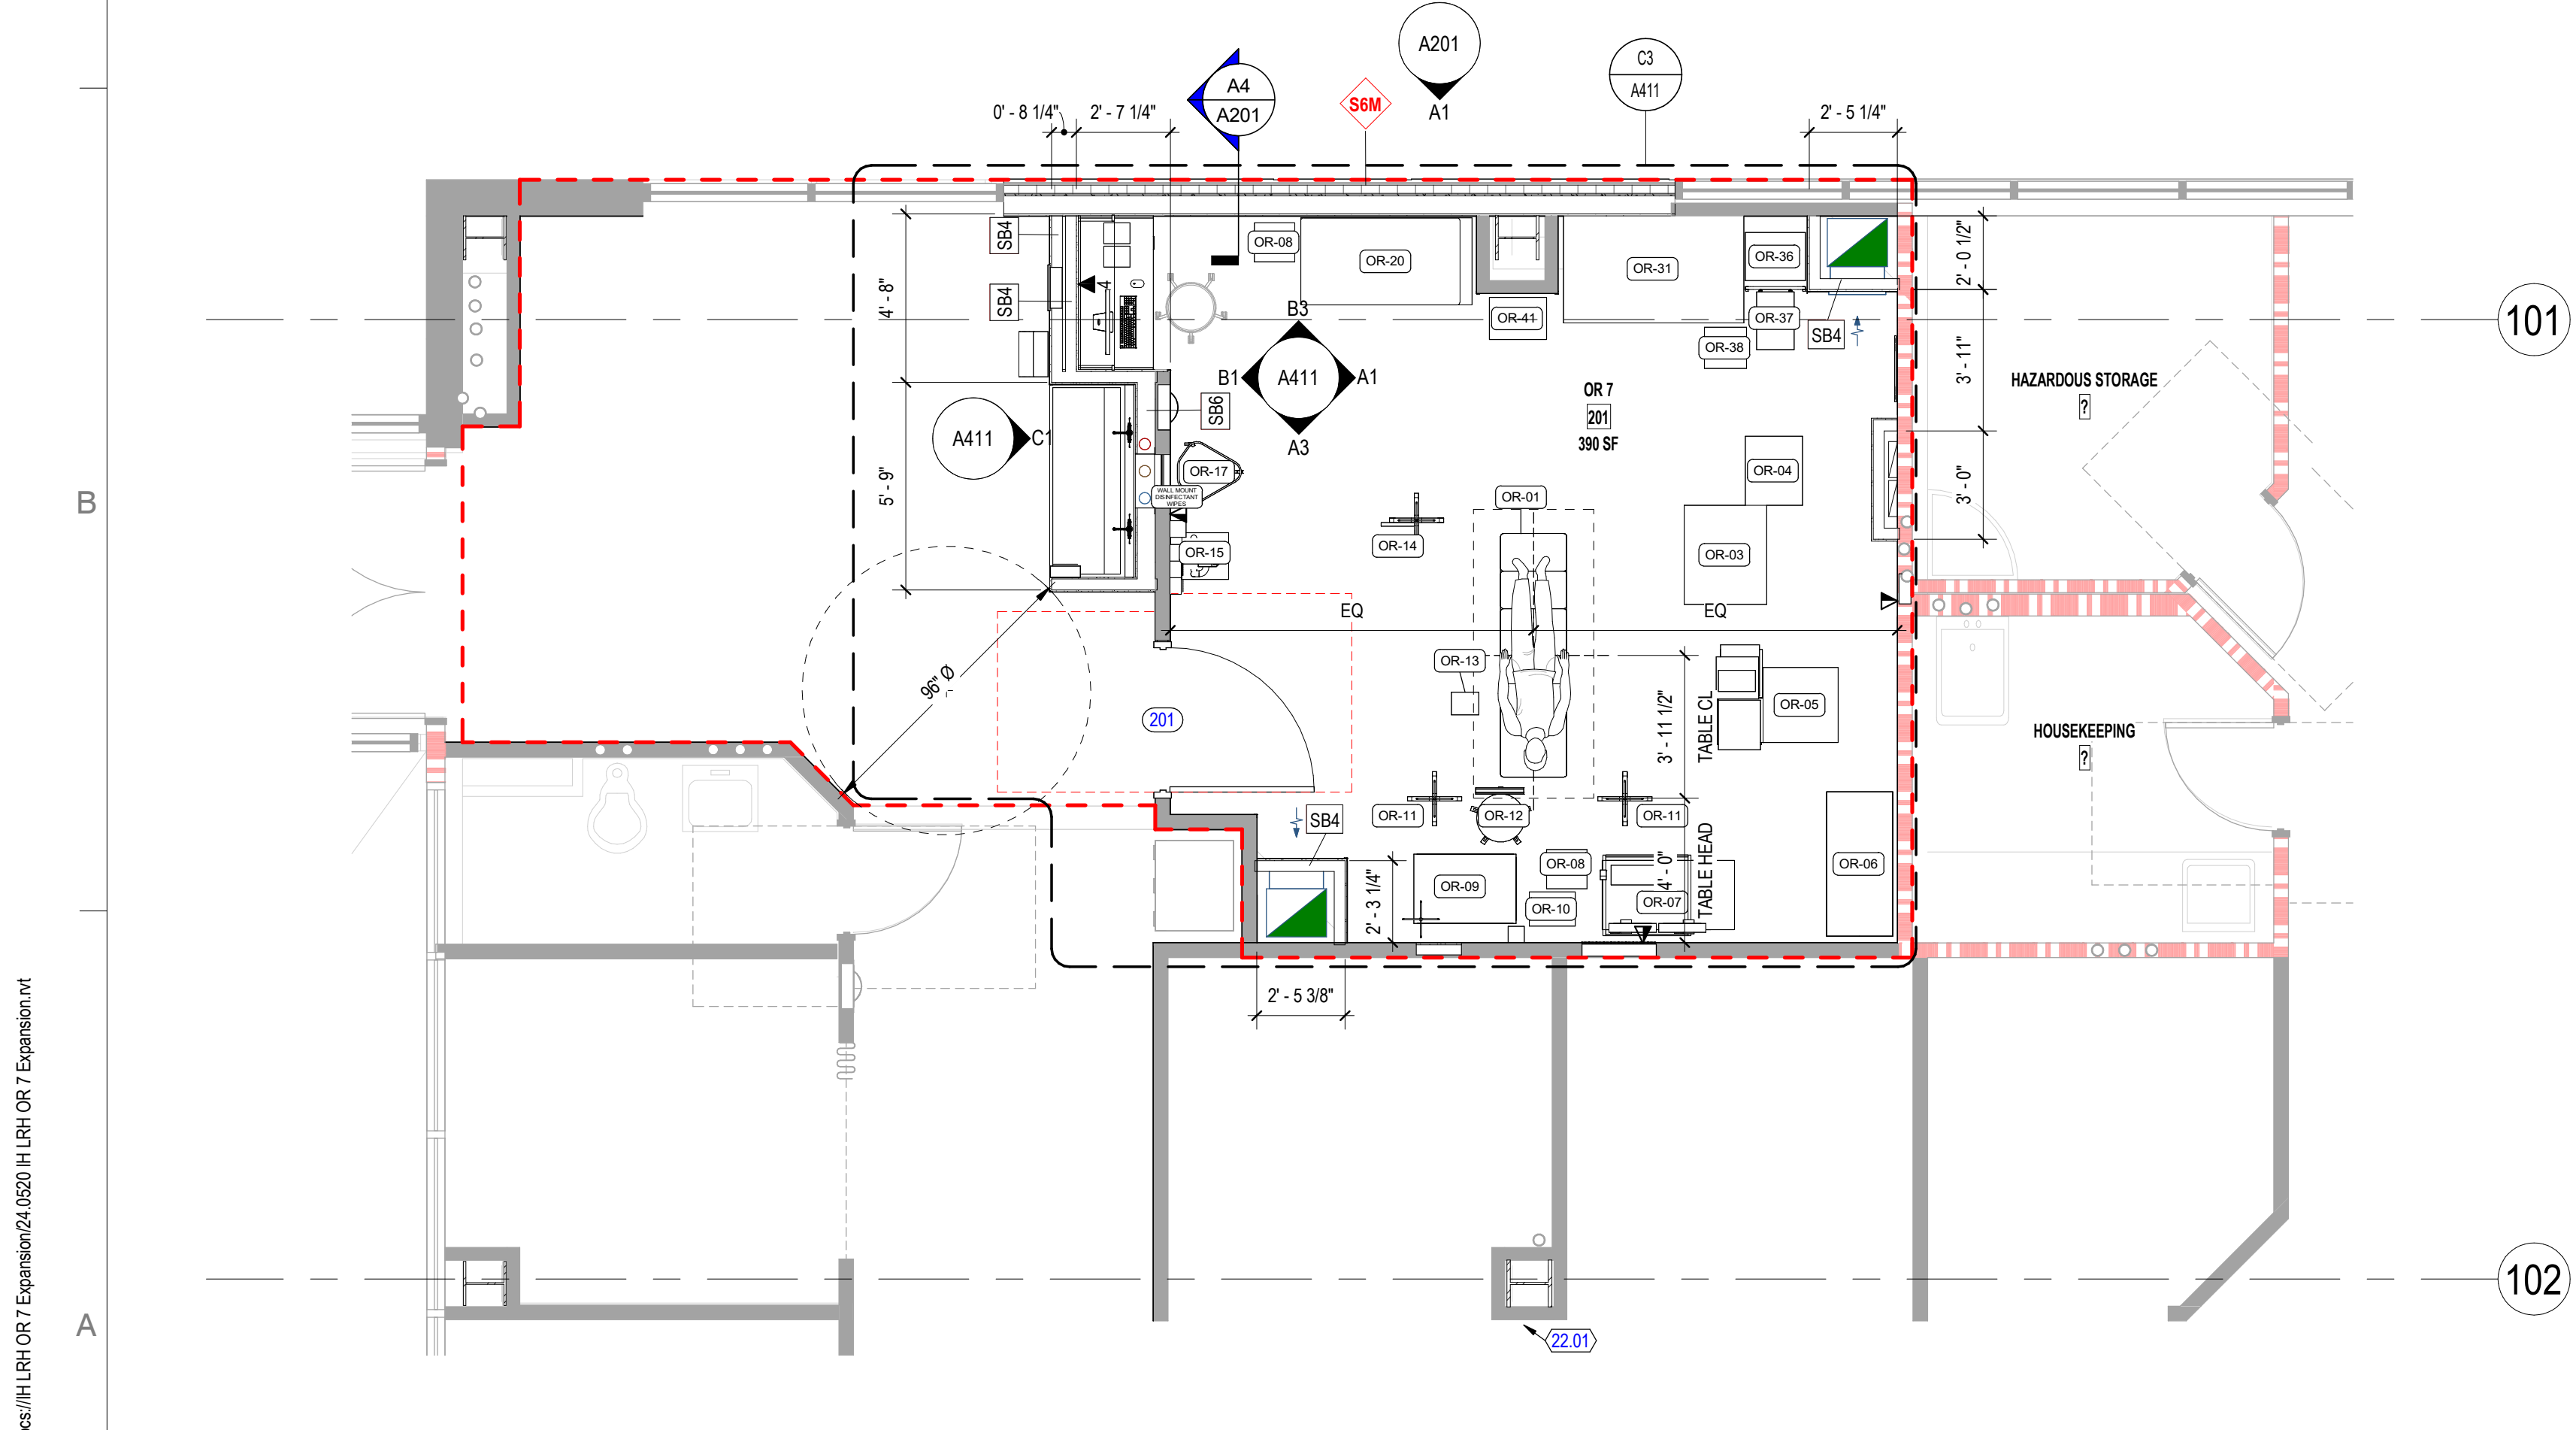 A201
A1
A4
A201
S6M
C3
A411
0' - 8 1/4"
2' - 7 1/4"
2' - 5 1/4"
SB4
SB4
4' - 8"
4
OR-08
OR-20
OR-31
OR-36
2' - 0 1/2"
101
OR-41
OR-37
OR-38
SB4
3' - 11"
B3
B1
A411
A1
A3
OR 7
201
390 SF
HAZARDOUS STORAGE
?
SB6
A411
C1
5' - 9"
OR-17
WALL MOUNT
DISINFECTANT
WIPES
OR-15
OR-14
OR-01
OR-04
OR-03
3' - 0"
B
EQ
EQ
96" Ø
201
OR-13
3' - 11 1/2"
TABLE CL
OR-05
HOUSEKEEPING
?
SB4
OR-11
OR-12
OR-11
4' - 0"
TABLE HEAD
OR-06
2' - 3 1/4"
OR-09
OR-08
OR-10
OR-07
2' - 5 3/8"
102
A
22.01
ocs://IH LRH OR 7 Expansion/24.0520 IH LRH OR 7 Expansion.rvt